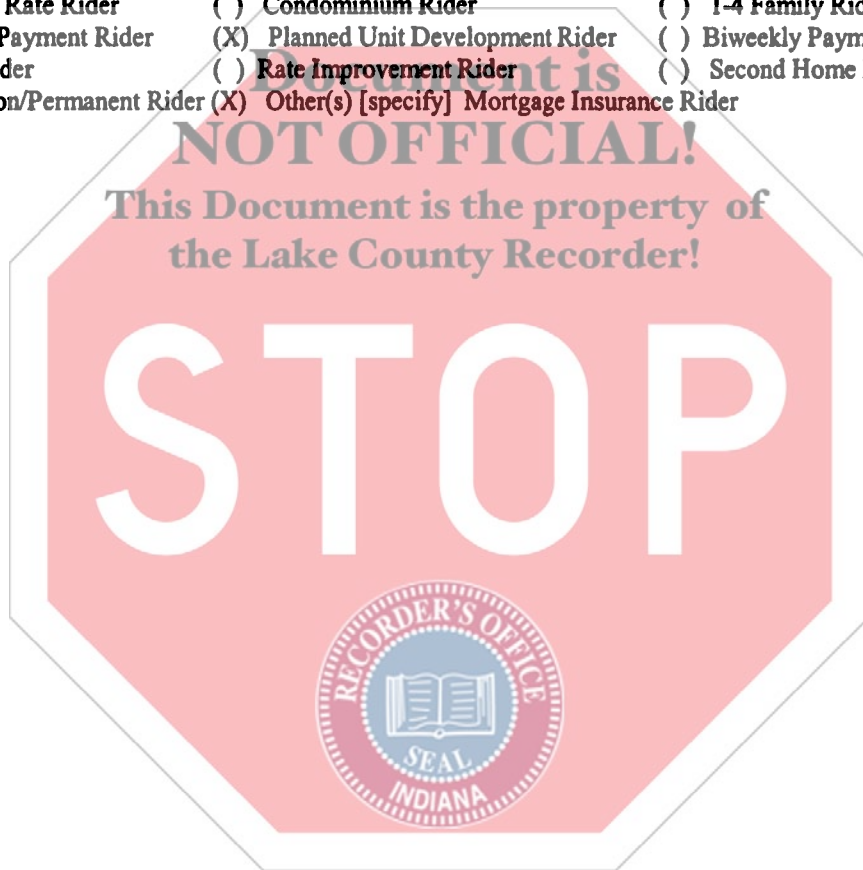 Rate Rider ( ) Condominium Rider ( ) 1-4 Family Rid
Payment Rider (X) Planned Unit Development Rider ( ) Biweekly Paym
der ( ) Rate Improvement Rider ( ) Second Home
on/Permanent Rider (X) Other(s) [specify] Mortgage Insurance Rider
Document is
NOT OFFICIAL!
This Document is the property of
the Lake County Recorder!
STOP
RECORDER'S OFFICE
SEAL
INDIANA